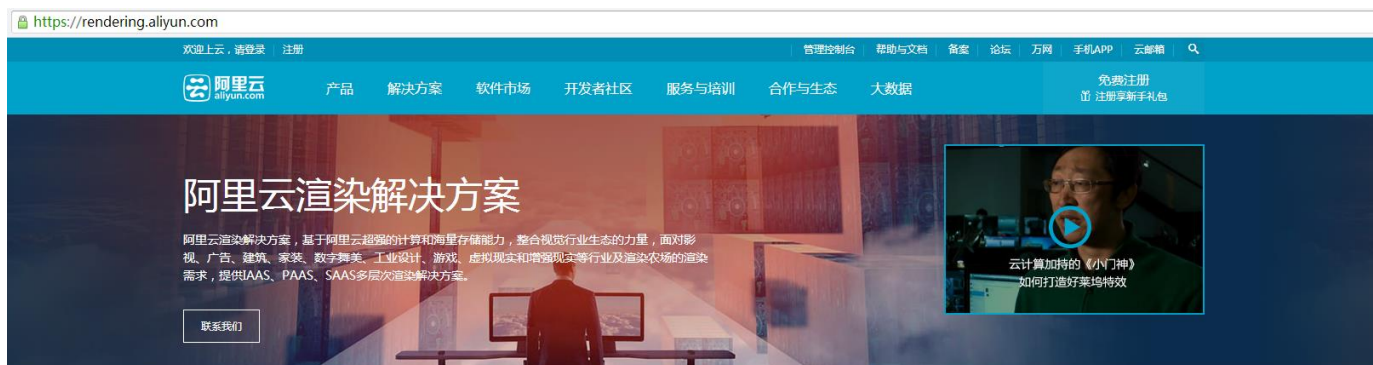 https://rendering.aliyun.com
欢迎上云，请登录 注册 管理控制台 帮助与文档 备案 论坛 万网 手机APP 云邮箱
阿里云 产品 解决方案 软件市场 开发者社区 服务与培训 合作与生态 大数据 免费注册
aliyun.com 注册享新手礼包
阿里云渲染解决方案
阿里云渲染解决方案，基于阿里云超强的计算和海量存储能力，整合视觉行业生态的力量，面对影
视、广告、建筑、家装、数字舞美、工业设计、游戏、虚拟现实和增强现实等行业及渲染农场的渲染
需求，提供IAAS、PAAS、SAAS多层次渲染解决方案。
联系我们
云计算加持的《小门神》
如何打造好莱坞特效